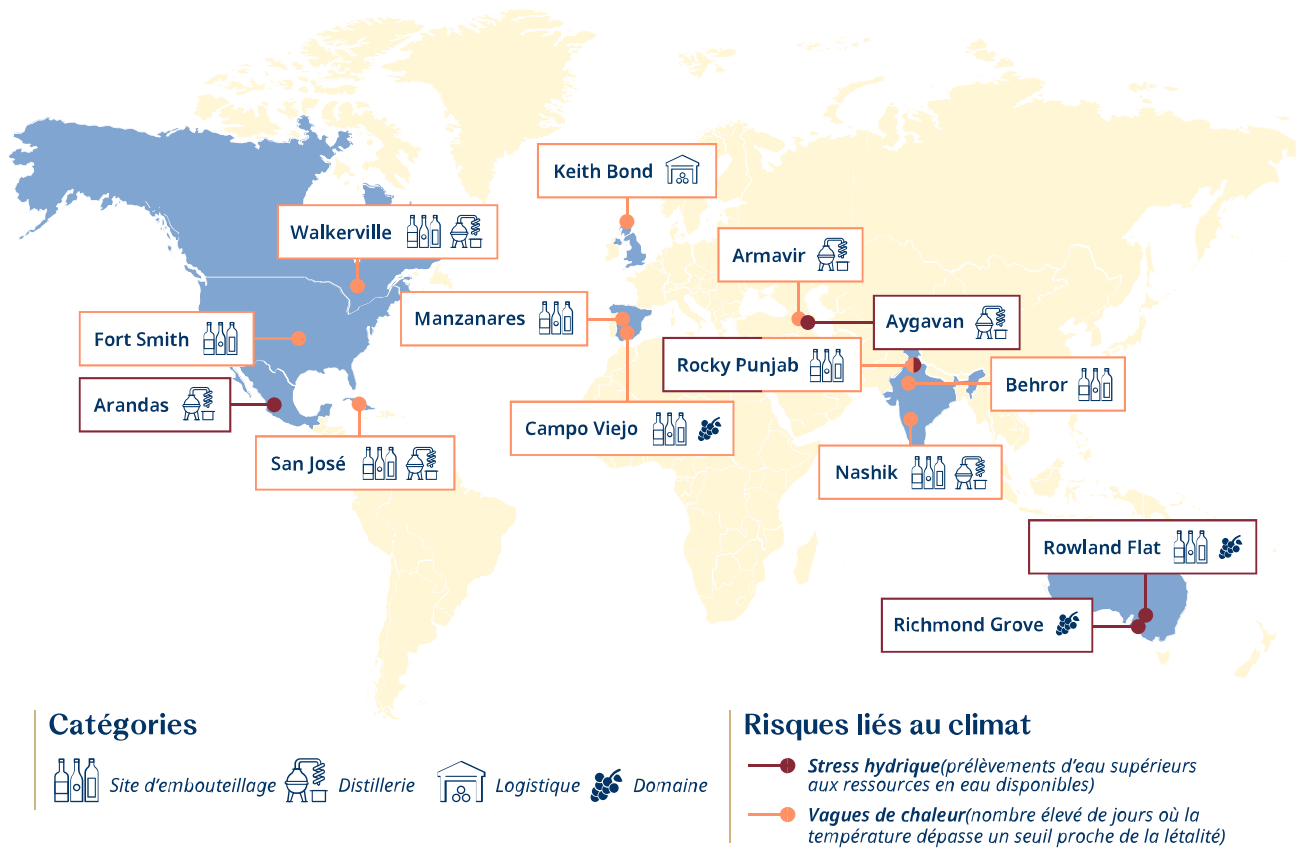 Keith Bond
Walkerville
Armavir
Manzanares
Aygavan
Fort Smith
Rocky Punjab
Behror
Arandas
Campo Viejo
San José
Nashik
Rowland Flat
Richmond Grove
Catégories
Site d'embouteillage
Distillerie
Logistique
Domaine
Risques liés au climat
Stress hydrique(prélèvements d'eau supérieurs
aux ressources en eau disponibles)
Vagues de chaleur(nombre élevé de jours où la
température dépasse un seuil proche de la létalité)